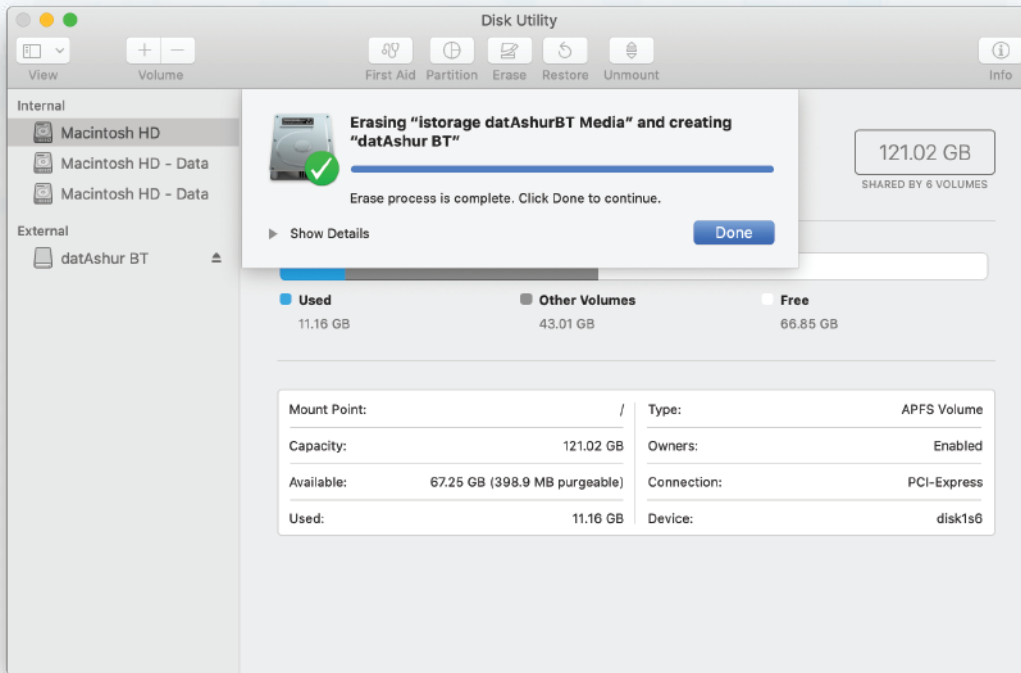 Disk Utility
View
Volume
First Aid
Partition
Erase
Restore
Unmount
Info
Internal
Macintosh HD
Macintosh HD - Data
Macintosh HD - Data
External
datAshur BT
Erasing “istorage datAshurBT Media” and creating
“datAshur BT”
Erase process is complete. Click Done to continue.
Show Details
Done
121.02 GB
SHARED BY 6 VOLUMES
Used
11.16 GB
Other Volumes
43.01 GB
Free
66.85 GB
Mount Point: /
Capacity: 121.02 GB
Available: 67.25 GB (398.9 MB purgeable)
Used: 11.16 GB
Type: APFS Volume
Owners: Enabled
Connection: PCI-Express
Device: disk1s6